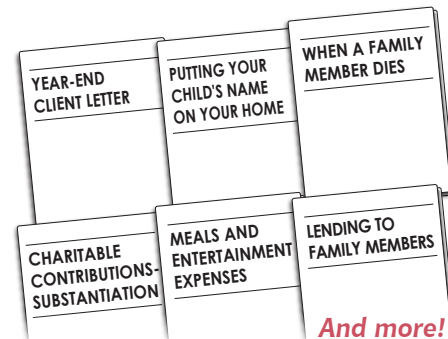 YEAR-END
CLIENT LETTER
PUTTING YOUR
CHILD'S NAME
ON YOUR HOME
WHEN A FAMILY
MEMBER DIES
CHARITABLE
CONTRIBUTIONS-
SUBSTANTIATION
MEALS AND
ENTERTAINMENT
EXPENSES
LENDING TO
FAMILY MEMBERS
And more!